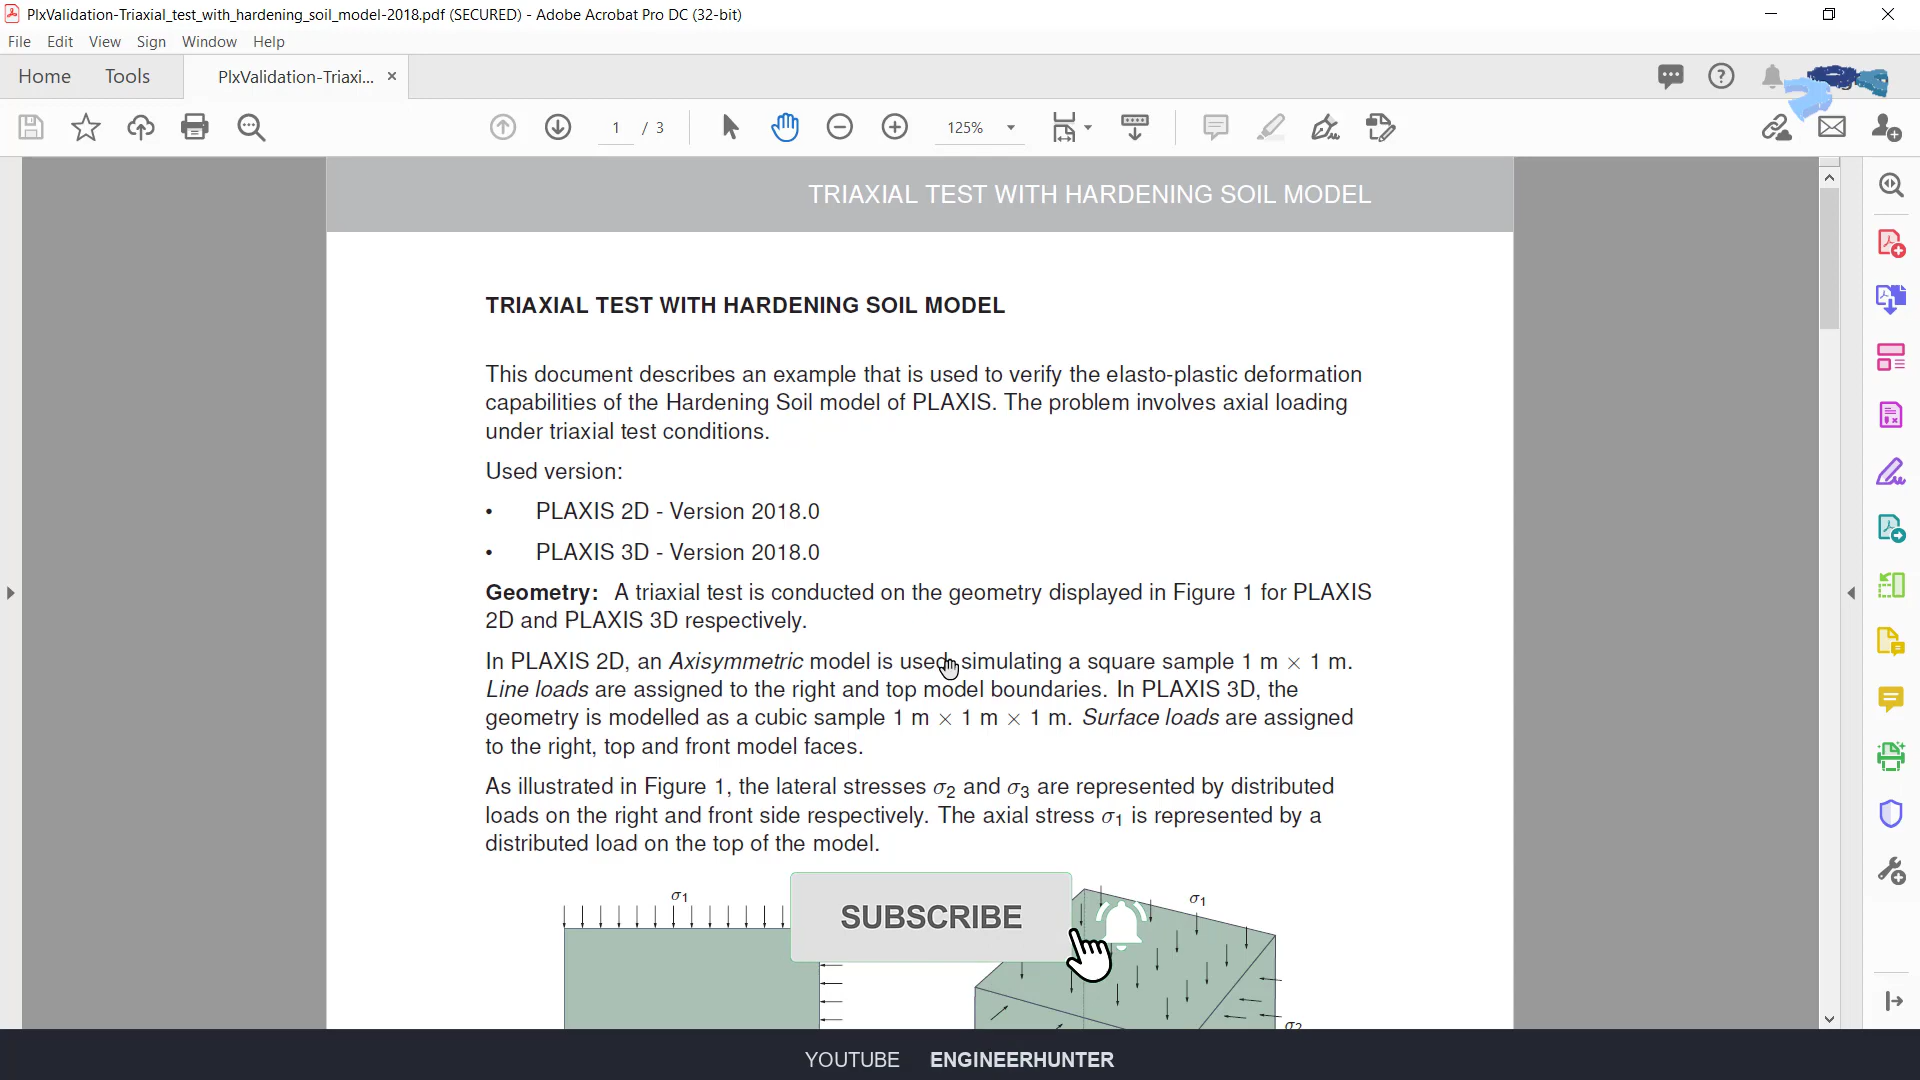 PlxValidation-Triaxial_test_with_hardening_soil_model-2018.pdf (SECURED) - Adobe Acrobat Pro DC (32-bit)
File Edit View Sign Window Help
Home Tools PlxValidation-Triaxi... ×
1 / 3 125%
TRIAXIAL TEST WITH HARDENING SOIL MODEL
TRIAXIAL TEST WITH HARDENING SOIL MODEL
This document describes an example that is used to verify the elasto-plastic deformation
capabilities of the Hardening Soil model of PLAXIS. The problem involves axial loading
under triaxial test conditions.
Used version:
• PLAXIS 2D - Version 2018.0
• PLAXIS 3D - Version 2018.0
Geometry: A triaxial test is conducted on the geometry displayed in Figure 1 for PLAXIS
2D and PLAXIS 3D respectively.
In PLAXIS 2D, an Axisymmetric model is used, simulating a square sample 1 m × 1 m.
Line loads are assigned to the right and top model boundaries. In PLAXIS 3D, the
geometry is modelled as a cubic sample 1 m × 1 m × 1 m. Surface loads are assigned
to the right, top and front model faces.
As illustrated in Figure 1, the lateral stresses σ2 and σ3 are represented by distributed
loads on the right and front side respectively. The axial stress σ1 is represented by a
distributed load on the top of the model.
σ1 σ1
SUBSCRIBE
σ2
YOUTUBE ENGINEERHUNTER